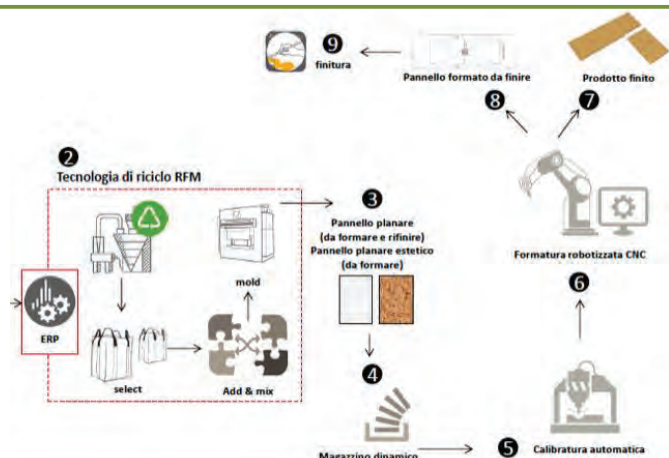 9
finitura
Pannello formato da finire
Prodotto finito
8
7
2
Tecnologia di riciclo RFM
3
Pannello planare
(da formare e rifinire)
Pannello planare estetico
(da formare)
Formatura robotizzata CNC
mold
6
ERP
select
Add & mix
4
Magazzino dinamico
5
Calibratura automatica